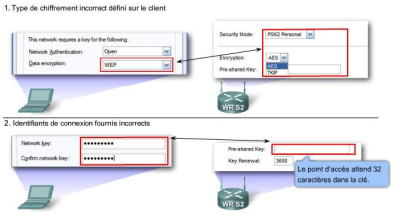 1. Type de chiffrement incorrect défini sur le client
This network requires a key for the following:
Network Authentication: Open
Data encryption: WEP
Security Mode: PSK2 Personal
Encryption: AES
AES
TKIP
Pre-shared Key:
WR S2
2. Identifiants de connexion fournis incorrects
Network key: •••••••••
Confirm network key: •••••••••
Pre-shared Key:
Key Renewal: 3600
Le point d'accès attend 32
caractères dans la clé.
WR S2